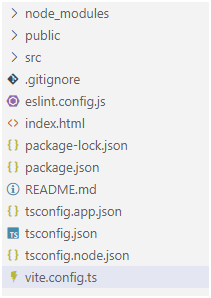 node_modules
public
src
.gitignore
eslint.config.js
index.html
package-lock.json
package.json
README.md
tsconfig.app.json
tsconfig.json
tsconfig.node.json
vite.config.ts